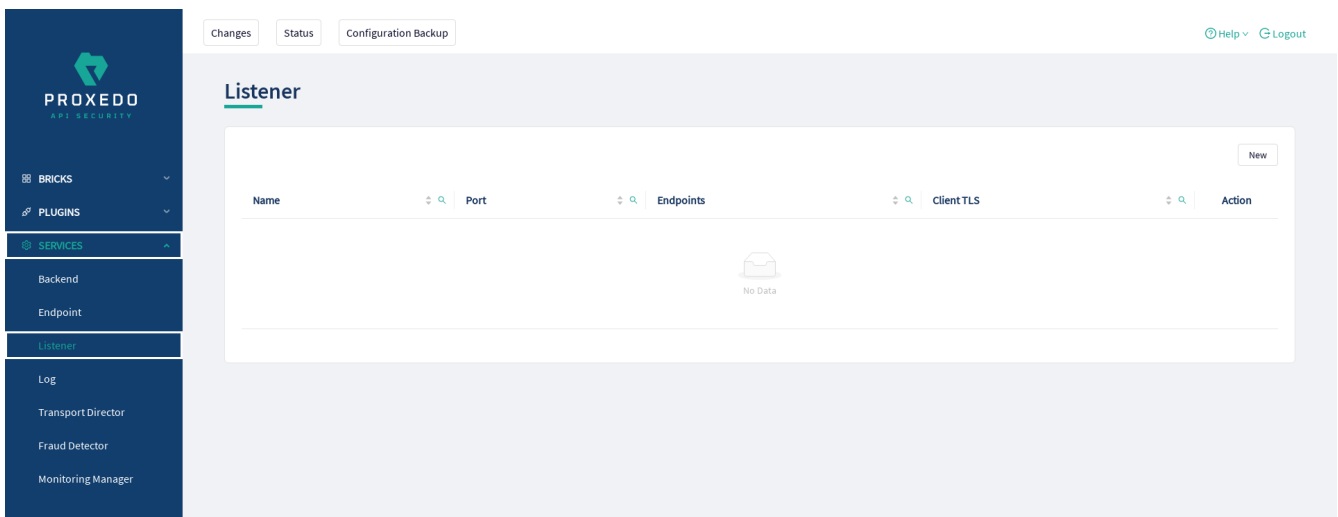 Changes Status Configuration Backup Help Logout
PROXEDO
API SECURITY
Listener
New
BRICKS
PLUGINS
SERVICES
Backend
Endpoint
Listener
Log
Transport Director
Fraud Detector
Monitoring Manager
Name Port Endpoints Client TLS Action
No Data